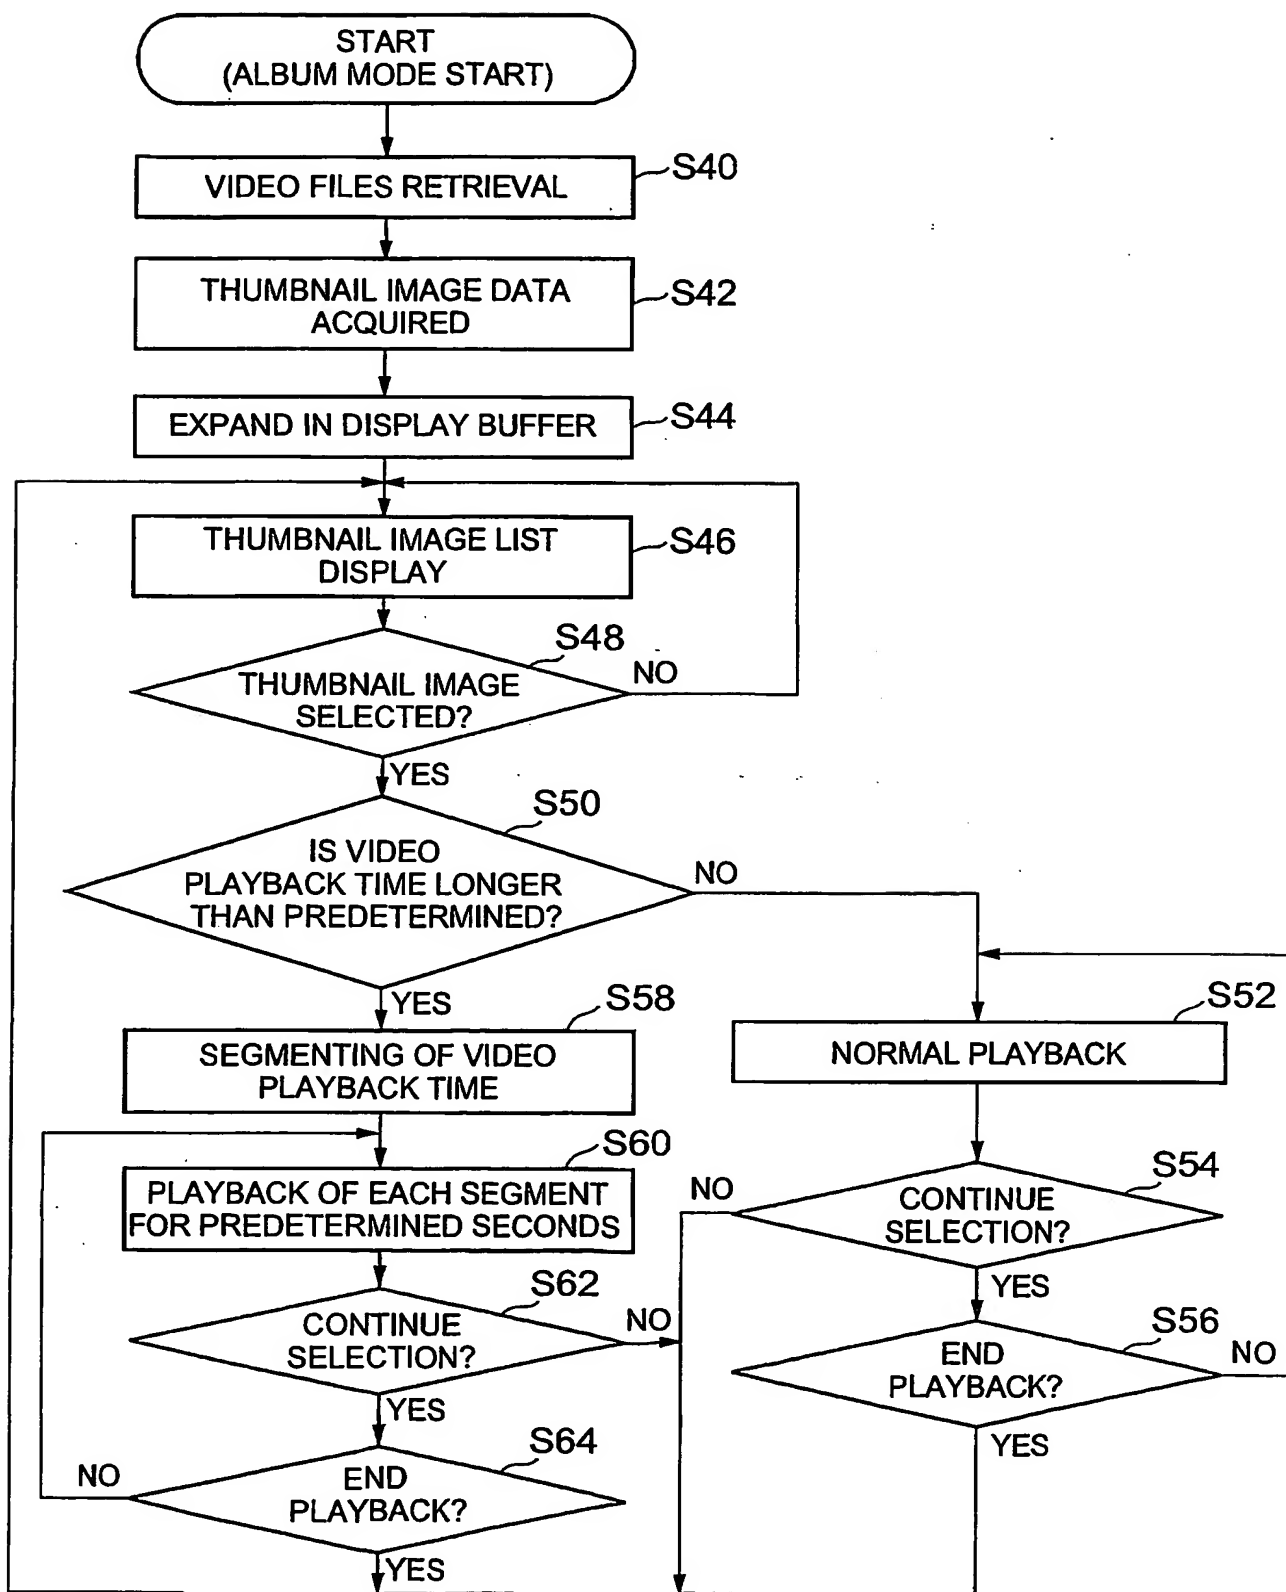 START
(ALBUM MODE START)
VIDEO FILES RETRIEVAL
S40
THUMBNAIL IMAGE DATA
ACQUIRED
S42
EXPAND IN DISPLAY BUFFER
S44
THUMBNAIL IMAGE LIST
DISPLAY
S46
S48
THUMBNAIL IMAGE
SELECTED?
NO
YES
S50
IS VIDEO
PLAYBACK TIME LONGER
THAN PREDETERMINED?
NO
YES
S58
SEGMENTING OF VIDEO
PLAYBACK TIME
S52
NORMAL PLAYBACK
S60
PLAYBACK OF EACH SEGMENT
FOR PREDETERMINED SECONDS
S54
CONTINUE
SELECTION?
NO
YES
S62
CONTINUE
SELECTION?
NO
YES
S56
END
PLAYBACK?
NO
YES
S64
END
PLAYBACK?
NO
YES